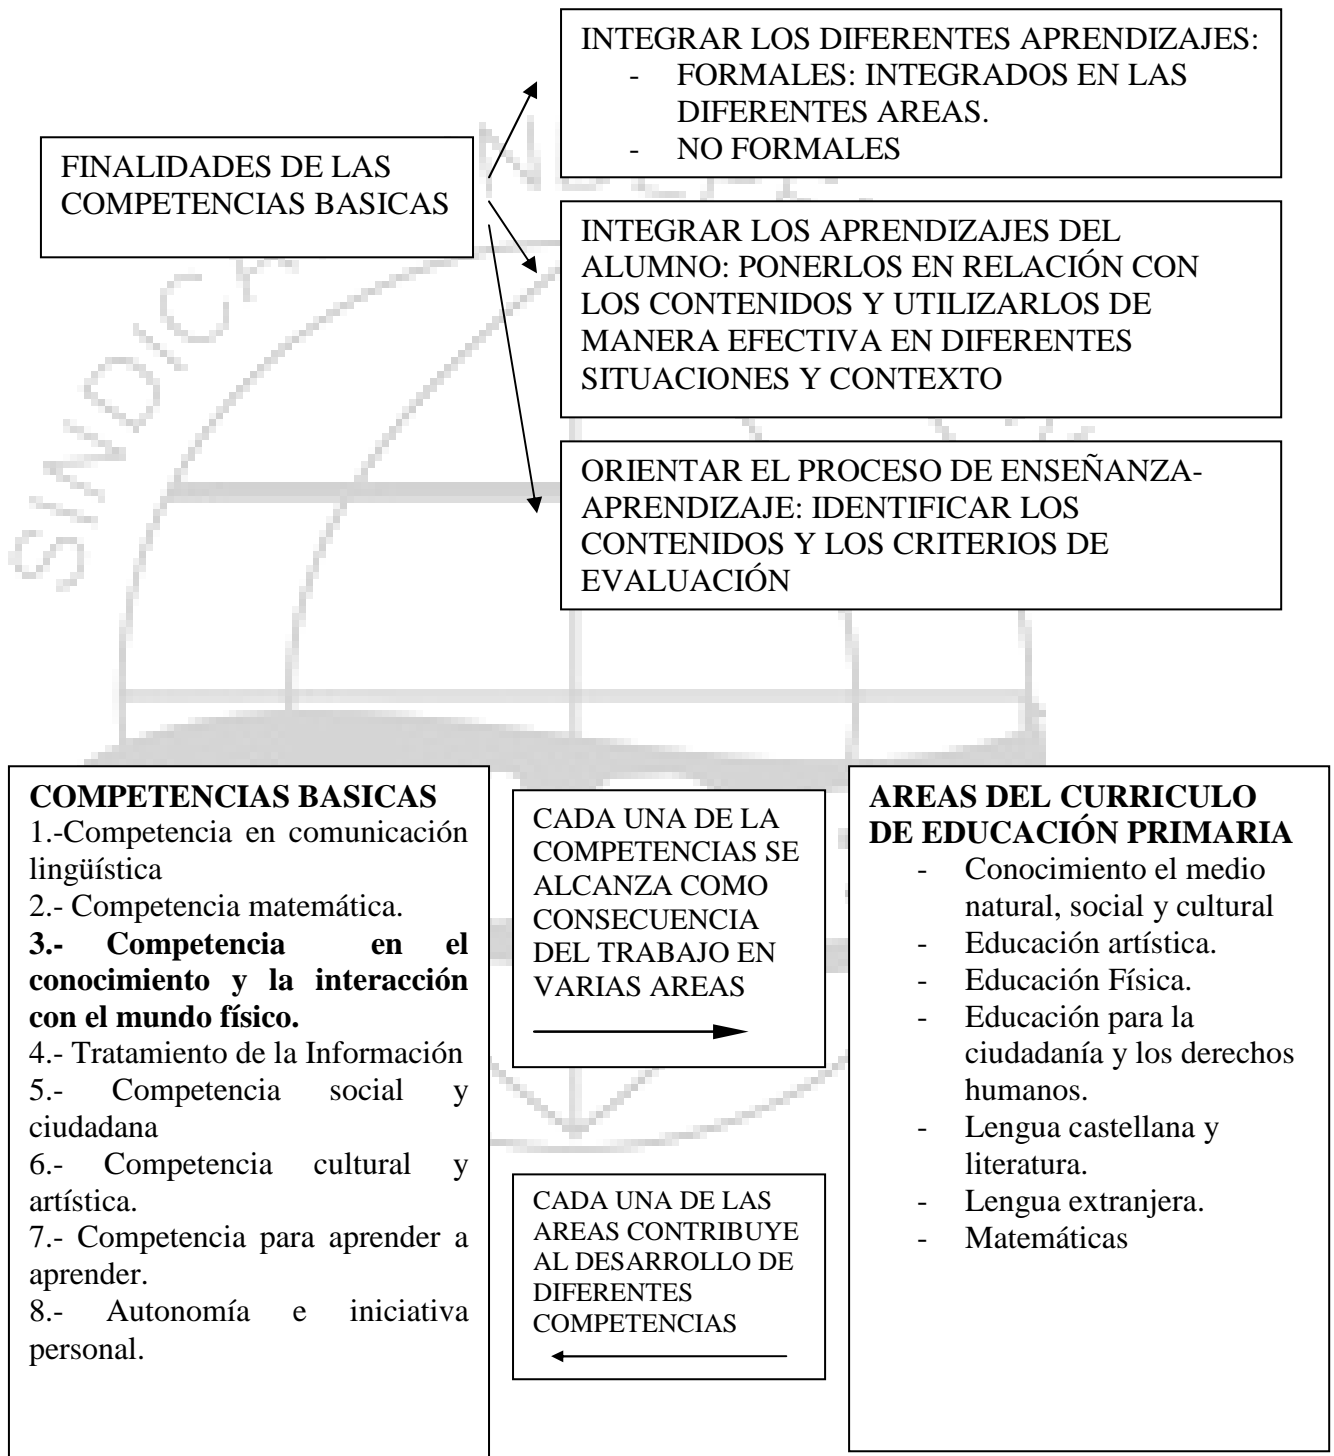 FINALIDADES DE LAS
COMPETENCIAS BASICAS
INTEGRAR LOS DIFERENTES APRENDIZAJES:
- FORMALES: INTEGRADOS EN LAS
DIFERENTES AREAS.
- NO FORMALES
INTEGRAR LOS APRENDIZAJES DEL
ALUMNO: PONERLOS EN RELACIÓN CON
LOS CONTENIDOS Y UTILIZARLOS DE
MANERA EFECTIVA EN DIFERENTES
SITUACIONES Y CONTEXTO
ORIENTAR EL PROCESO DE ENSEÑANZA-
APRENDIZAJE: IDENTIFICAR LOS
CONTENIDOS Y LOS CRITERIOS DE
EVALUACIÓN
COMPETENCIAS BASICAS
1.-Competencia en comunicación
lingüística
2.- Competencia matemática.
3.- Competencia en el
conocimiento y la interacción
con el mundo físico.
4.- Tratamiento de la Información
5.- Competencia social y
ciudadana
6.- Competencia cultural y
artística.
7.- Competencia para aprender a
aprender.
8.- Autonomía e iniciativa
personal.
CADA UNA DE LA
COMPETENCIAS SE
ALCANZA COMO
CONSECUENCIA
DEL TRABAJO EN
VARIAS AREAS
CADA UNA DE LAS
AREAS CONTRIBUYE
AL DESARROLLO DE
DIFERENTES
COMPETENCIAS
AREAS DEL CURRICULO
DE EDUCACIÓN PRIMARIA
- Conocimiento el medio
natural, social y cultural
- Educación artística.
- Educación Física.
- Educación para la
ciudadanía y los derechos
humanos.
- Lengua castellana y
literatura.
- Lengua extranjera.
- Matemáticas